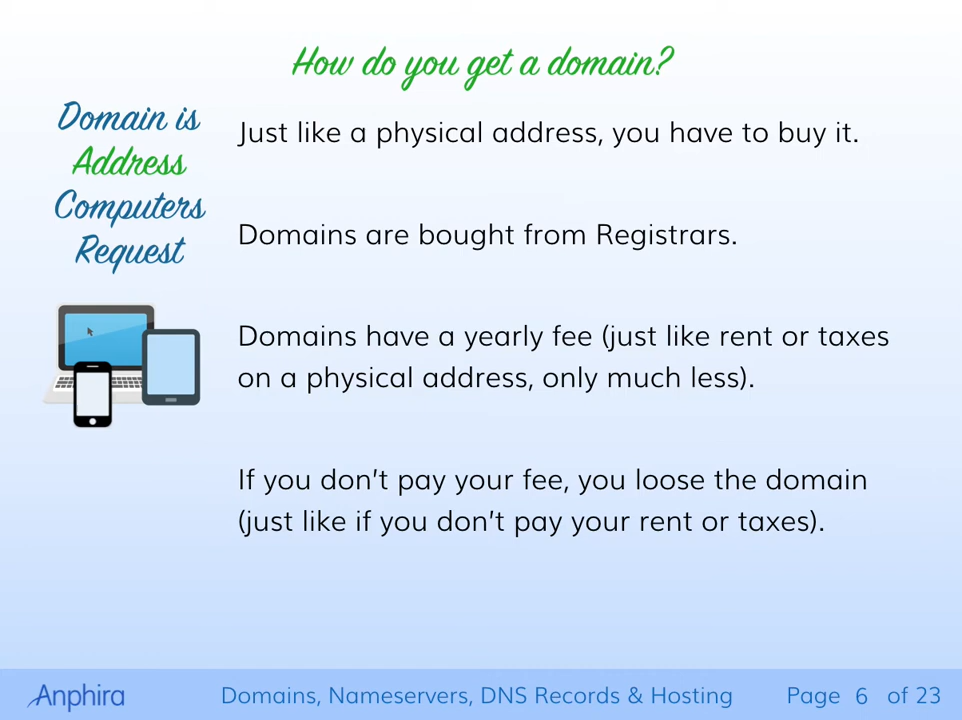 How do you get a domain?
Domain is
Address
Computers
Request
Just like a physical address, you have to buy it.
Domains are bought from Registrars.
Domains have a yearly fee (just like rent or taxes
on a physical address, only much less).
If you don't pay your fee, you loose the domain
(just like if you don't pay your rent or taxes).
Anphira
Domains, Nameservers, DNS Records & Hosting
Page 6 of 23